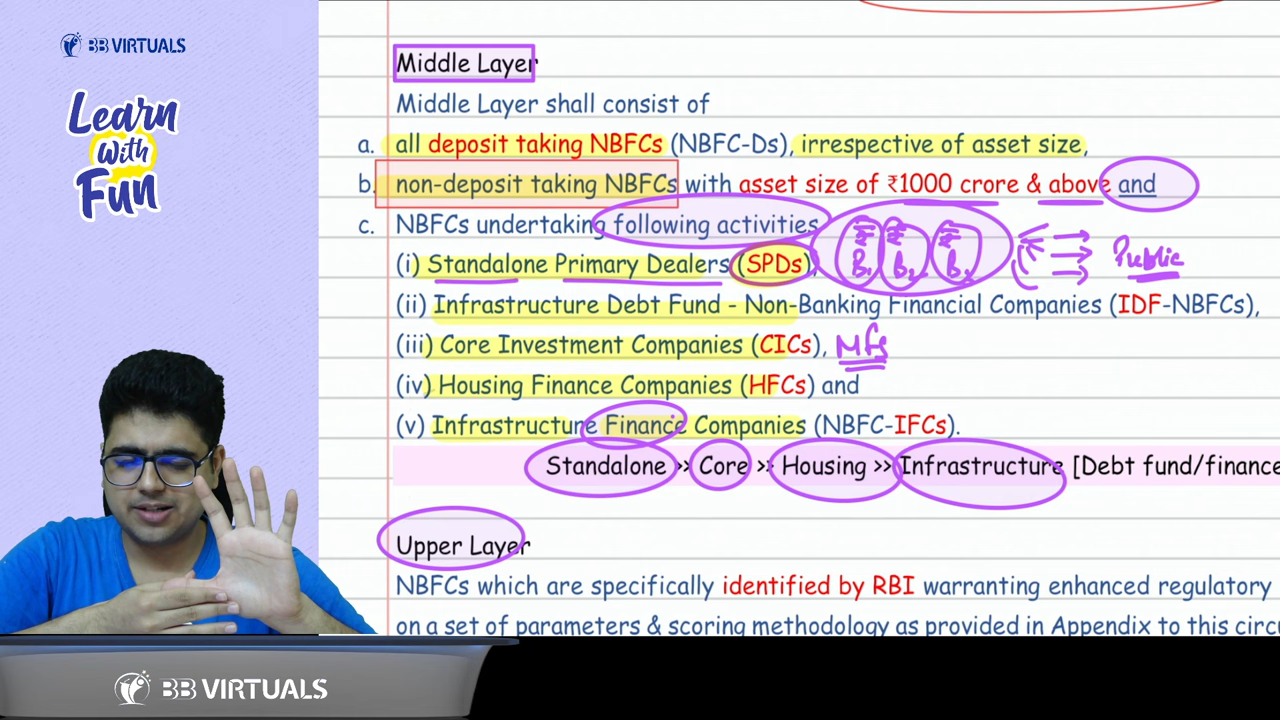 BB VIRTUALS
Learn
With
Fun
Middle Layer
Middle Layer shall consist of
a. all deposit taking NBFCs (NBFC-Ds), irrespective of asset size,
b. non-deposit taking NBFCs with asset size of ₹1000 crore & above and
c. NBFCs undertaking following activities
(i) Standalone Primary Dealers (SPDs),
B₁ B₂ B₃
Public
(ii) Infrastructure Debt Fund - Non-Banking Financial Companies (IDF-NBFCs),
(iii) Core Investment Companies (CICs), MFs
(iv) Housing Finance Companies (HFCs) and
(v) Infrastructure Finance Companies (NBFC-IFCs).
Standalone >> Core >> Housing >> Infrastructure [Debt fund/finance
Upper Layer
NBFCs which are specifically identified by RBI warranting enhanced regulatory
on a set of parameters & scoring methodology as provided in Appendix to this circu
BB VIRTUALS